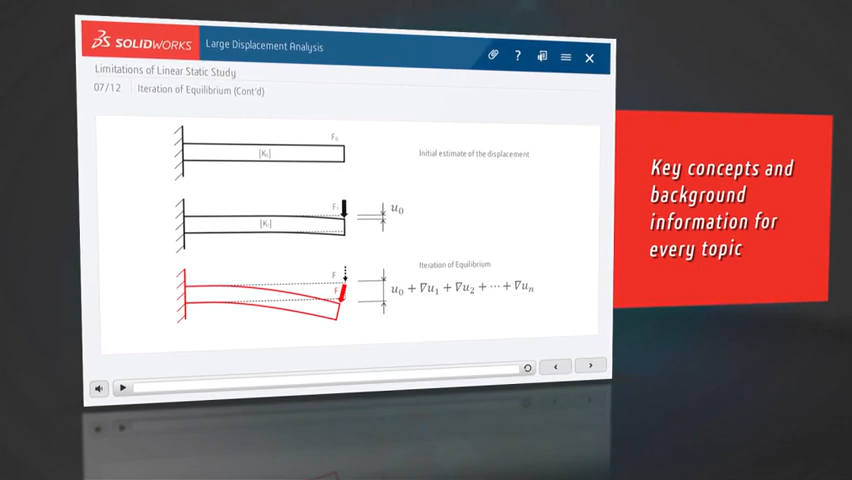 SOLIDWORKS
Large Displacement Analysis
Limitations of Linear Static Study
07/12 Iteration of Equilibrium (Cont'd)
F₀
[K₀]
Initial estimate of the displacement
F
[K₁]
u₀
Iteration of Equilibrium
F
F
u₀ + ∇u₁ + ∇u₂ + ⋯ + ∇uₙ
Key concepts and
background
information for
every topic